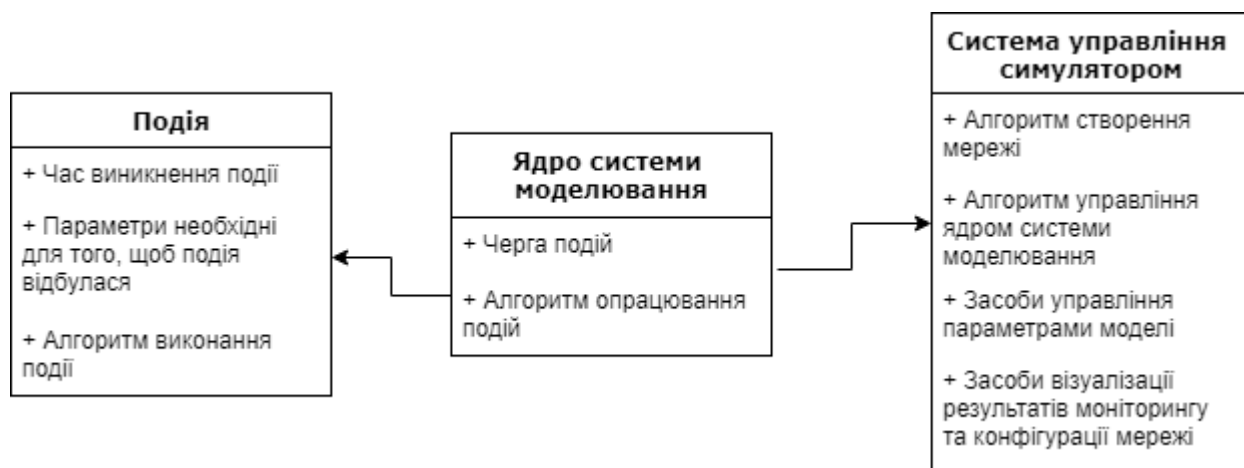 Подія
+ Час виникнення події
+ Параметри необхідні
для того, щоб подія
відбулася
+ Алгоритм виконання
події
Ядро системи
моделювання
+ Черга подій
+ Алгоритм опрацювання
подій
Система управління
симулятором
+ Алгоритм створення
мережі
+ Алгоритм управління
ядром системи
моделювання
+ Засоби управління
параметрами моделі
+ Засоби візуалізації
результатів моніторингу
та конфігурації мережі